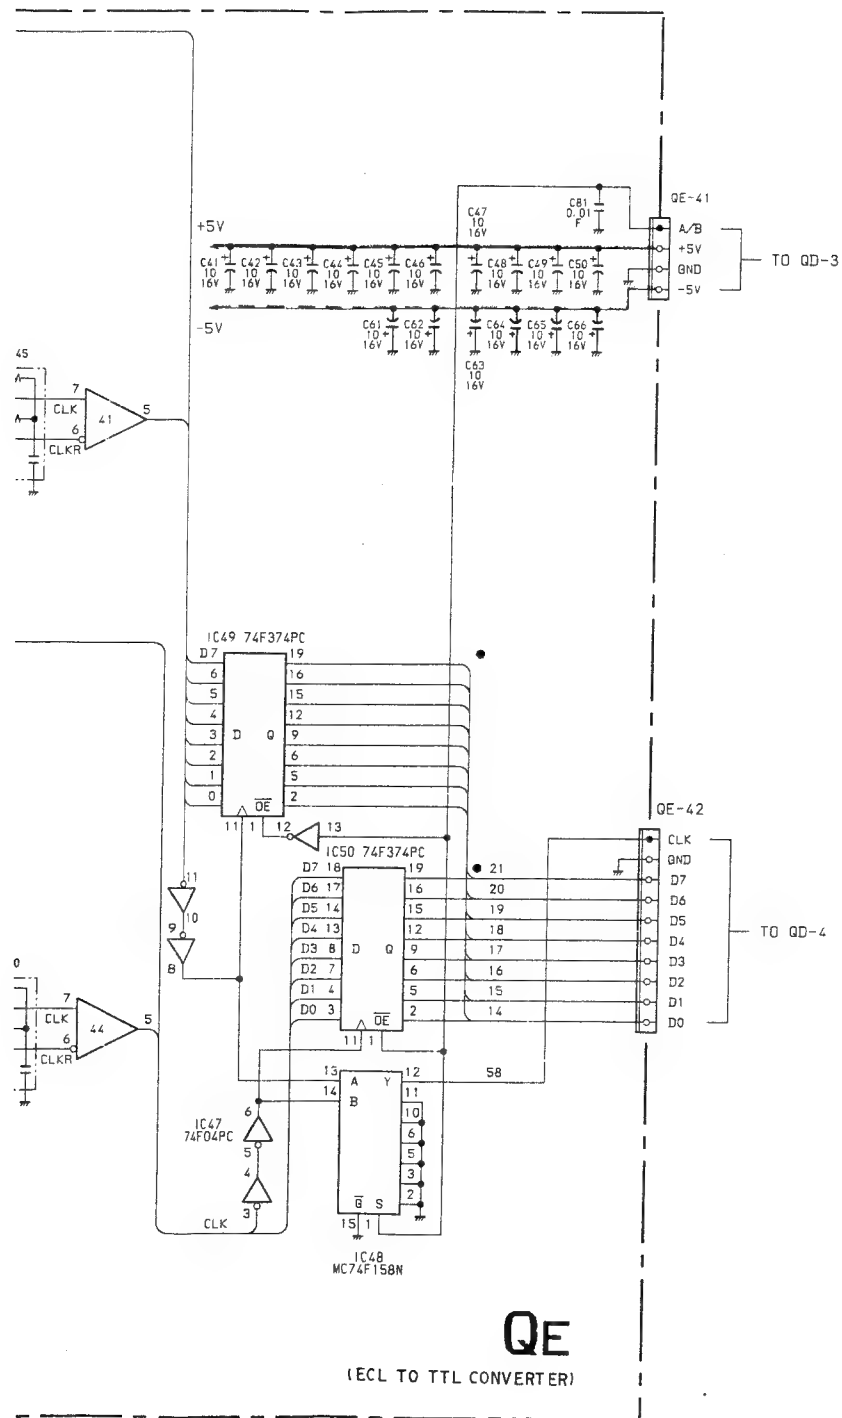 QE-41
C47
10
16V
C81
0.01
F
A/B
+5V
+5V
GND
-5V
TO QD-3
C41
10
16V
C42
10
16V
C43
10
16V
C44
10
16V
C45
10
16V
C46
10
16V
C48
10
16V
C49
10
16V
C50
10
16V
-5V
C61
10
16V
C62
10
16V
C63
10
16V
C64
10
16V
C65
10
16V
C66
10
16V
45
7
CLK
41
5
6
CLKR
IC49 74F374PC
D7
19
6
16
5
15
4
12
3
D
Q
9
2
6
1
5
0
OE
2
11
1
12
13
QE-42
CLK
GND
D7
D6
D5
D4
D3
D2
D1
D0
TO QD-4
IC50 74F374PC
D7 18
19
21
D6 17
16
20
D5 14
15
19
D4 13
12
18
D3 8
D
Q
9
17
D2 7
6
16
D1 4
5
15
D0 3
OE
2
14
11
1
11
10
9
8
0
7
CLK
44
5
6
CLKR
13
A
Y
12
58
14
B
11
10
6
5
3
2
G
S
15
1
6
IC47
74F04PC
5
4
3
CLK
IC48
MC74F158N
QE
(ECL TO TTL CONVERTER)